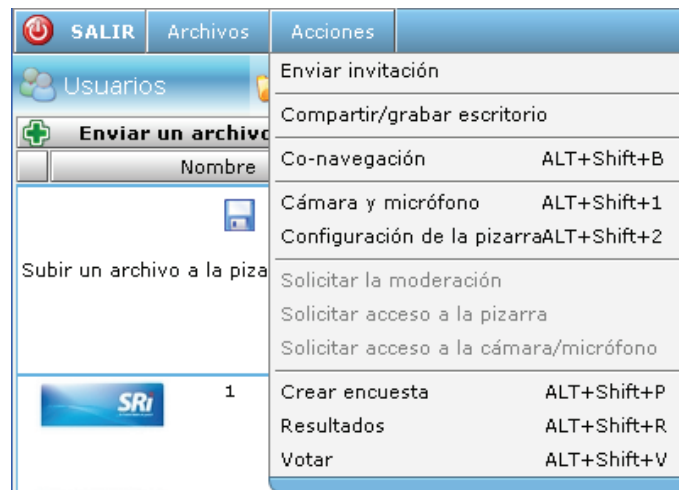 SALIR Archivos Acciones
Usuarios
Enviar un archivo
Nombre
Subir un archivo a la piza
SRi
1
Enviar invitación
Compartir/grabar escritorio
Co-navegación ALT+Shift+B
Cámara y micrófono ALT+Shift+1
Configuración de la pizarraALT+Shift+2
Solicitar la moderación
Solicitar acceso a la pizarra
Solicitar acceso a la cámara/micrófono
Crear encuesta ALT+Shift+P
Resultados ALT+Shift+R
Votar ALT+Shift+V